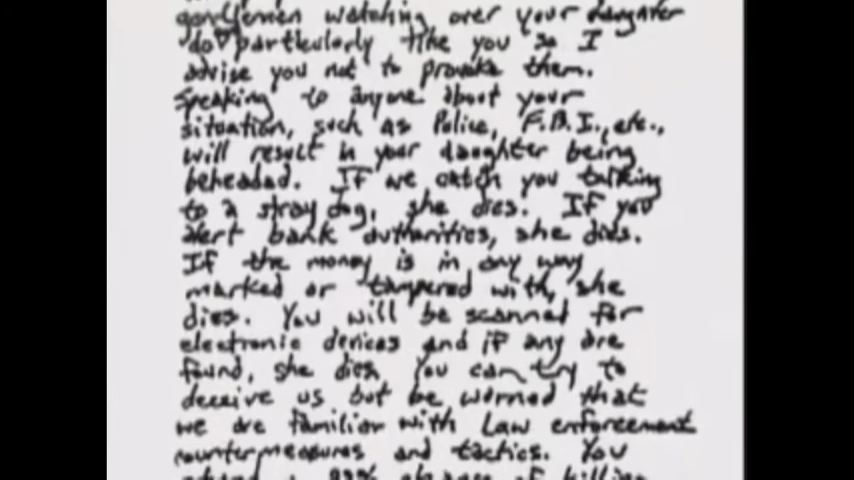 gentlemen watching over your daughter
do particularly like you so I
advise you not to provoke them.
Speaking to anyone about your
situation, such as Police, F.B.I., etc.,
will result in your daughter being
beheaded. If we catch you talking
to a stray dog, she dies. If you
alert bank authorities, she dies.
If the money is in any way
marked or tampered with, she
dies. You will be scanned for
electronic devices and if any are
found, she dies. You can try to
deceive us but be warned that
we are familiar with Law enforcement
countermeasures and tactics. You
99% chance of killing